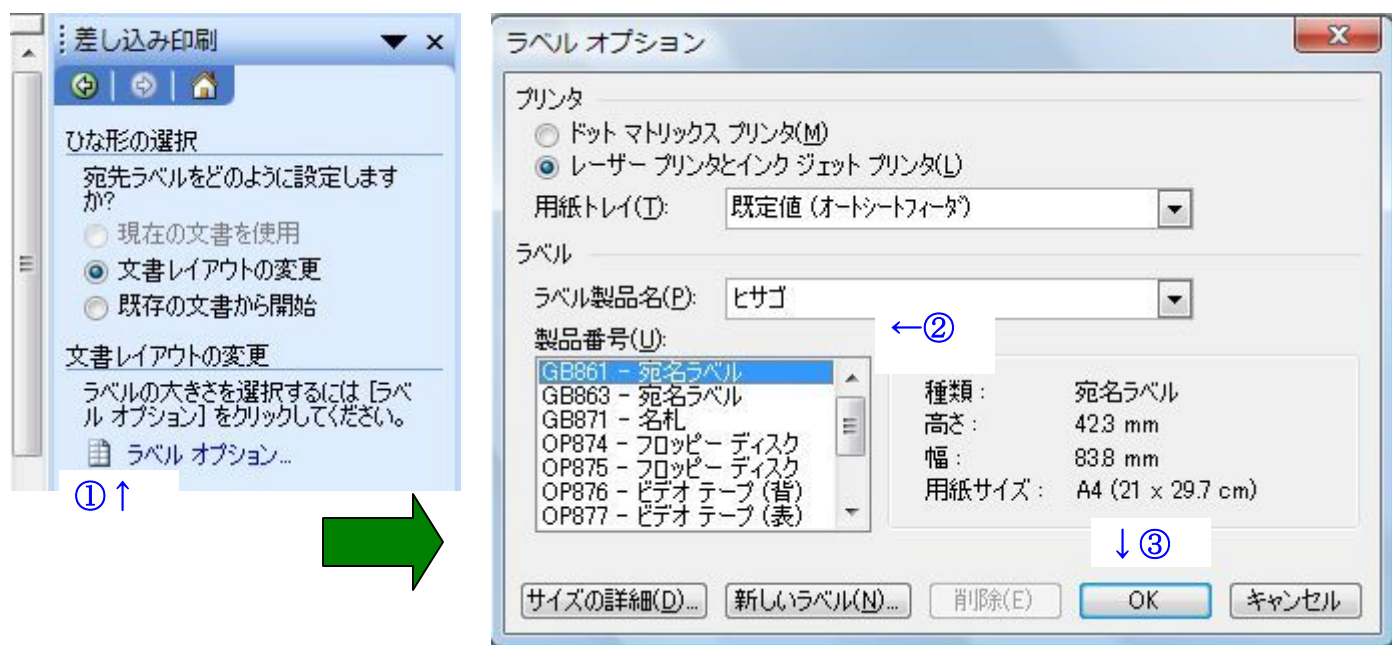 差し込み印刷
ひな形の選択
宛先ラベルをどのように設定します
か?
現在の文書を使用
文書レイアウトの変更
既存の文書から開始
文書レイアウトの変更
ラベルの大きさを選択するには [ラベ
ル オプション] をクリックしてください。
ラベル オプション...
①↑
ラベル オプション
プリンタ
ドット マトリックス プリンタ(M)
レーザー プリンタとインク ジェット プリンタ(L)
用紙トレイ(T): 既定値 (オートシートフィーダ)
ラベル
ラベル製品名(P): ヒサゴ
←②
製品番号(U):
GB861 - 宛名ラベル
GB863 - 宛名ラベル
GB871 - 名札
OP874 - フロッピー ディスク
OP875 - フロッピー ディスク
OP876 - ビデオ テープ (背)
OP877 - ビデオ テープ (表)
種類: 宛名ラベル
高さ: 42.3 mm
幅: 83.8 mm
用紙サイズ: A4 (21 x 29.7 cm)
↓③
サイズの詳細(D)... 新しいラベル(N)... 削除(E) OK キャンセル